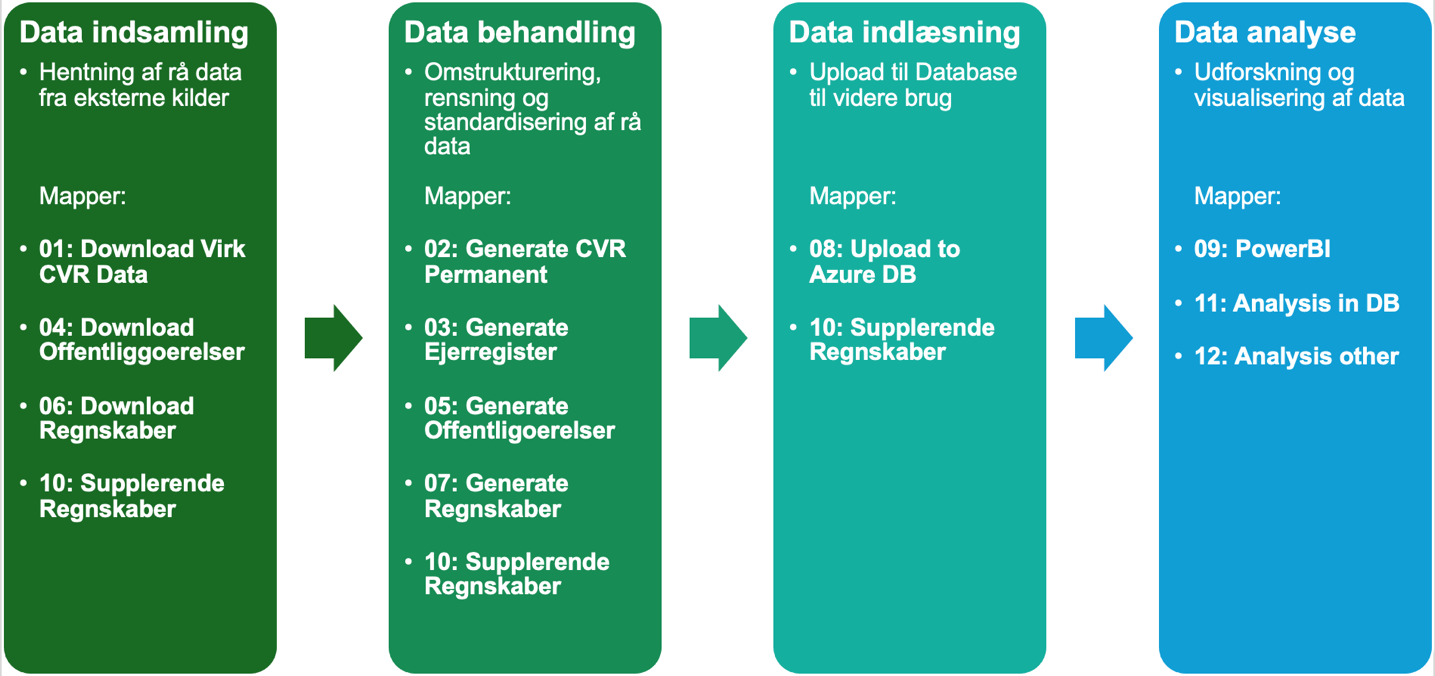 Data indsamling
• Hentning af rå data
fra eksterne kilder
Mapper:
• 01: Download Virk
CVR Data
• 04: Download
Offentliggoerelser
• 06: Download
Regnskaber
• 10: Supplerende
Regnskaber
Data behandling
• Omstrukturering,
rensning og
standardisering af rå
data
Mapper:
• 02: Generate CVR
Permanent
• 03: Generate
Ejerregister
• 05: Generate
Offentligoerelser
• 07: Generate
Regnskaber
• 10: Supplerende
Regnskaber
Data indlæsning
• Upload til Database
til videre brug
Mapper:
• 08: Upload to
Azure DB
• 10: Supplerende
Regnskaber
Data analyse
• Udforskning og
visualisering af data
Mapper:
• 09: PowerBI
• 11: Analysis in DB
• 12: Analysis other